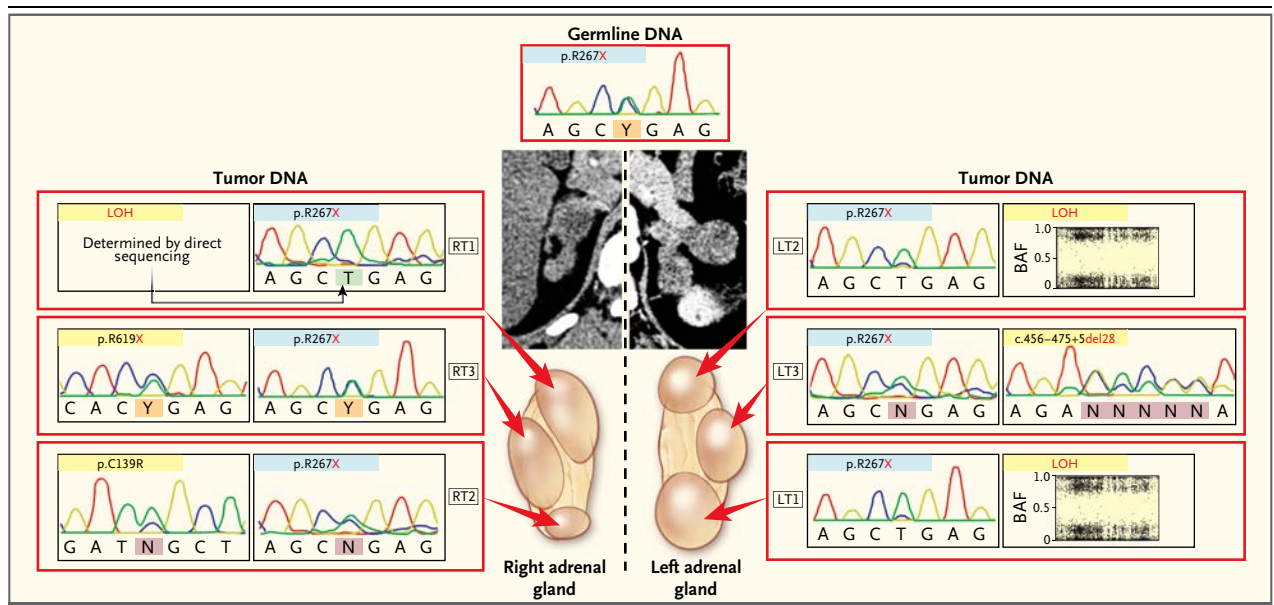 Germline DNA
p.R267X
A G C Y G A G
Tumor DNA
LOH
Determined by direct
sequencing
p.R267X
A G C T G A G
RT1
p.R619X
C A C Y G A G
p.R267X
A G C Y G A G
RT3
p.C139R
G A T N G C T
p.R267X
A G C N G A G
RT2
Right adrenal
gland
Left adrenal
gland
Tumor DNA
LT2
p.R267X
A G C T G A G
LOH
BAF
1.0
0.5
0
LT3
p.R267X
A G C N G A G
c.456–475+5del28
A G A N N N N N A
LT1
p.R267X
A G C T G A G
LOH
BAF
1.0
0.5
0